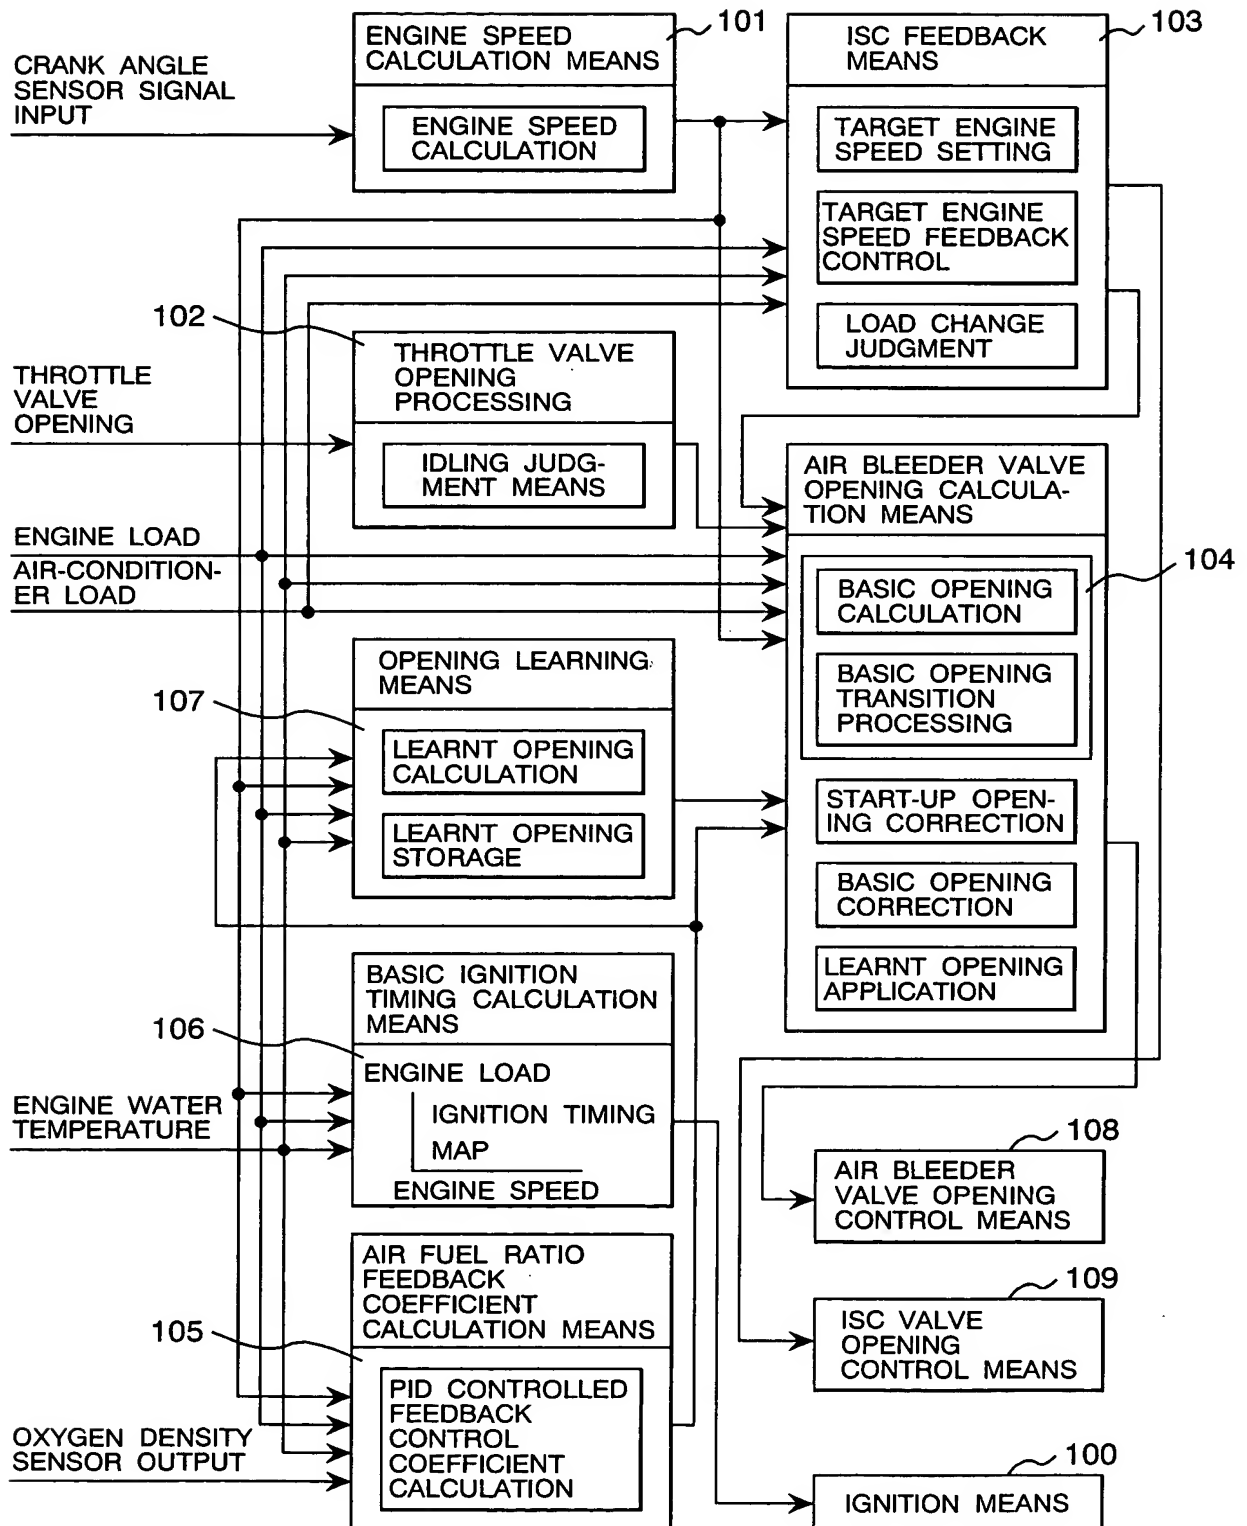 ENGINE SPEED
CALCULATION MEANS
101
ENGINE SPEED
CALCULATION
CRANK ANGLE
SENSOR SIGNAL
INPUT
ISC FEEDBACK
MEANS
103
TARGET ENGINE
SPEED SETTING
TARGET ENGINE
SPEED FEEDBACK
CONTROL
LOAD CHANGE
JUDGMENT
102
THROTTLE VALVE
OPENING
PROCESSING
IDLING JUDG-
MENT MEANS
THROTTLE
VALVE
OPENING
ENGINE LOAD
AIR-CONDITION-
ER LOAD
AIR BLEEDER VALVE
OPENING CALCULA-
TION MEANS
104
BASIC OPENING
CALCULATION
BASIC OPENING
TRANSITION
PROCESSING
START-UP OPEN-
ING CORRECTION
BASIC OPENING
CORRECTION
LEARNT OPENING
APPLICATION
OPENING LEARNING
MEANS
107
LEARNT OPENING
CALCULATION
LEARNT OPENING
STORAGE
BASIC IGNITION
TIMING CALCULATION
MEANS
106
ENGINE LOAD
IGNITION TIMING
MAP
ENGINE SPEED
ENGINE WATER
TEMPERATURE
AIR FUEL RATIO
FEEDBACK
COEFFICIENT
CALCULATION MEANS
105
PID CONTROLLED
FEEDBACK
CONTROL
COEFFICIENT
CALCULATION
OXYGEN DENSITY
SENSOR OUTPUT
108
AIR BLEEDER
VALVE OPENING
CONTROL MEANS
109
ISC VALVE
OPENING
CONTROL MEANS
100
IGNITION MEANS